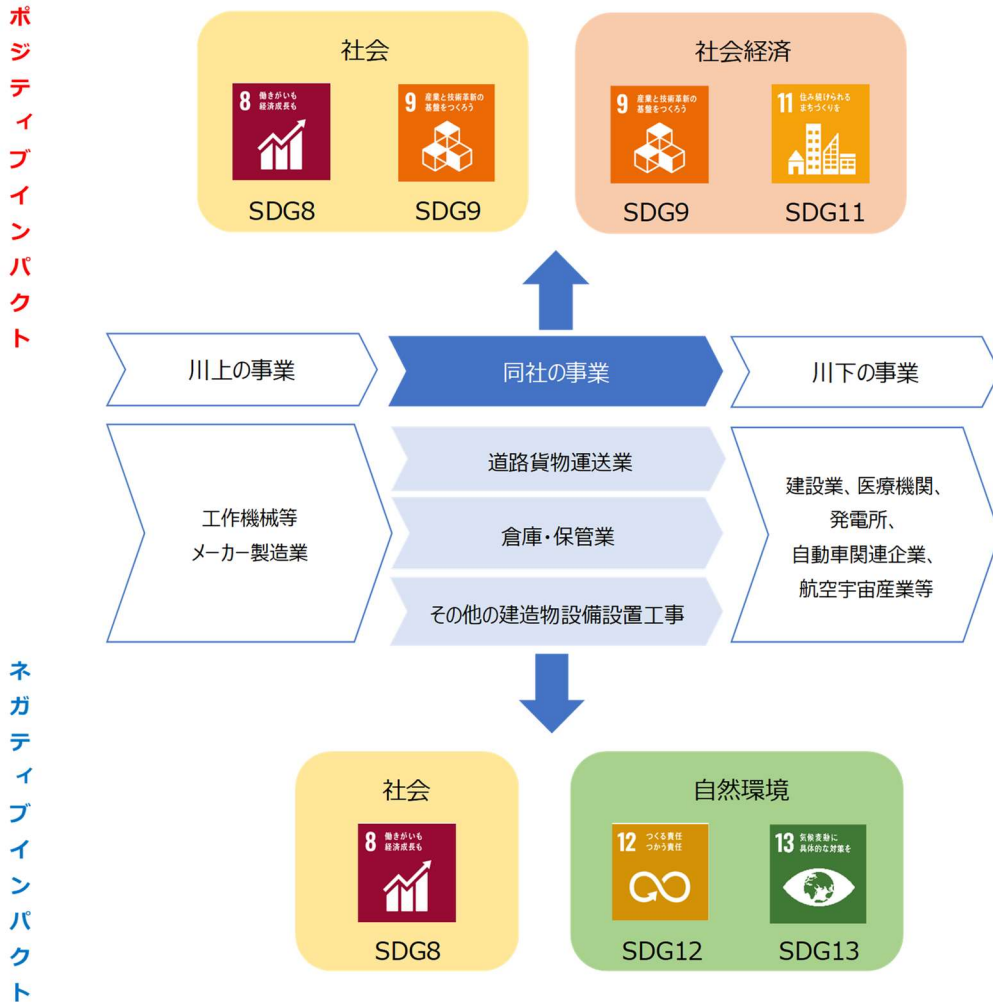 ポジティブインパクト
社会
8 働きがいも
経済成長も
SDG8
9 産業と技術革新の
基盤をつくろう
SDG9
社会経済
9 産業と技術革新の
基盤をつくろう
SDG9
11 住み続けられる
まちづくりを
SDG11
川上の事業
同社の事業
川下の事業
工作機械等
メーカー製造業
道路貨物運送業
倉庫・保管業
その他の建造物設備設置工事
建設業、医療機関、
発電所、
自動車関連企業、
航空宇宙産業等
ネガティブインパクト
社会
8 働きがいも
経済成長も
SDG8
自然環境
12 つくる責任
つかう責任
SDG12
13 気候変動に
具体的な対策を
SDG13